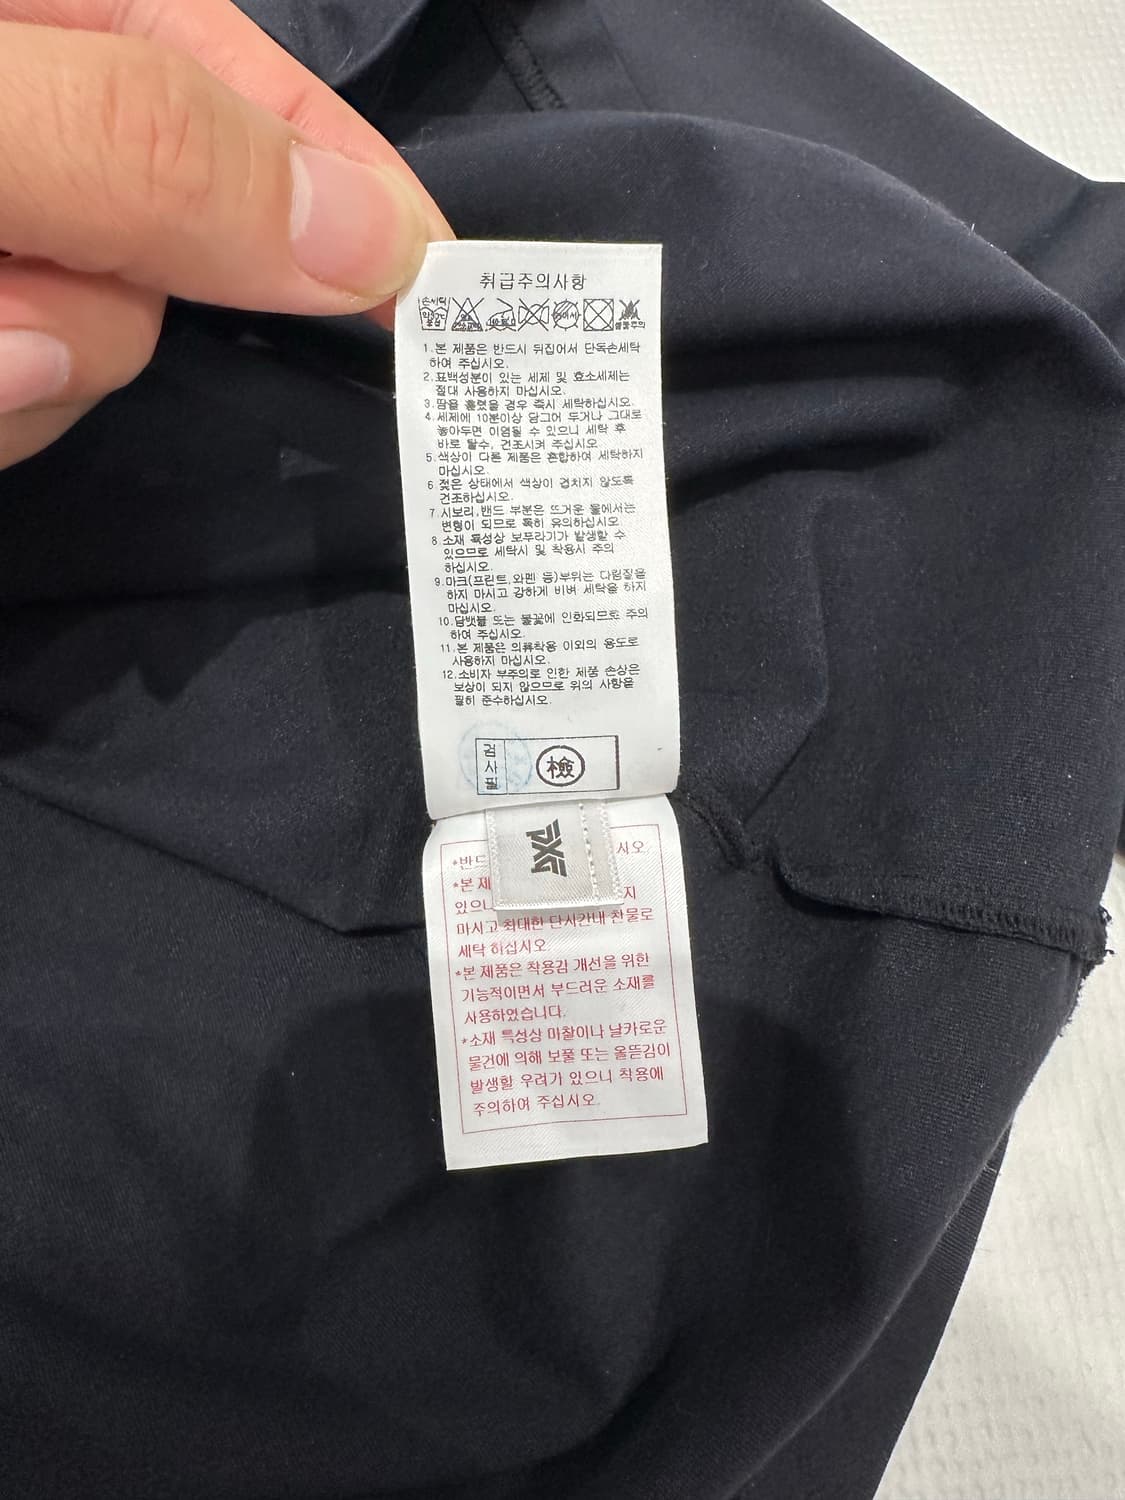 취급주의사항
손세탁
약30℃
중성
1.본 제품은 반드시 뒤집어서 단독손세탁
하여 주십시오.
2.표백성분이 있는 세제 및 효소세제는
절대 사용하지 마십시오.
3.땀을 흘렸을 경우 즉시 세탁하십시오.
4.세제에 10분이상 담그어 두거나 그대로
놓아두면 이염될 수 있으니 세탁 후
바로 탈수, 건조시켜 주십시오
5.색상이 다른 제품은 혼합하여 세탁하지
마십시오.
6 젖은 상태에서 색상이 겹치지 않도록
건조하십시오.
7.시보리,밴드 부분은 뜨거운 물에서는
변형이 되므로 특히 유의하십시오
8.소재 특성상 보푸라기가 발생할 수
있으므로 세탁시 및 착용시 주의
하십시오.
9.마크(프린트,와펜 등)부위는 다림질을
하지 마시고 강하게 비벼 세탁을 하지
마십시오.
10.담뱃불 또는 불꽃에 인화되므로 주의
하여 주십시오.
11.본 제품은 의류착용 이외의 용도로
사용하지 마십시오.
12.소비자 부주의로 인한 제품 손상은
보상이 되지 않으므로 위의 사항을
필히 준수하십시오.
검사필 檢
PXG
*반드 시오.
*본 제
있으니 지
마시고 최대한 단시간내 찬물로
세탁 하십시오.
*본 제품은 착용감 개선을 위한
기능적이면서 부드러운 소재를
사용하였습니다.
*소재 특성상 마찰이나 날카로운
물건에 의해 보풀 또는 올뜯김이
발생할 우려가 있으니 착용에
주의하여 주십시오.